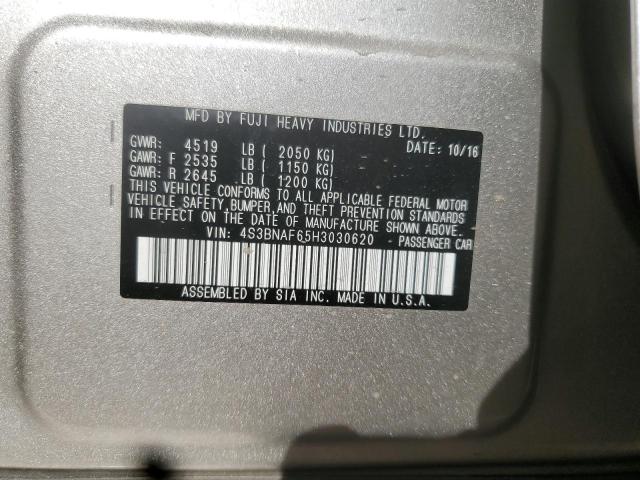 MFD BY FUJI HEAVY INDUSTRIES LTD.
GVWR: 4519 LB ( 2050 KG) DATE: 10/16
GAWR: F 2535 LB ( 1150 KG)
GAWR: R 2645 LB ( 1200 KG)
THIS VEHICLE CONFORMS TO ALL APPLICABLE FEDERAL MOTOR
VEHICLE SAFETY,BUMPER AND THEFT PREVENTION STANDARDS
IN EFFECT ON THE DATE OF MANUFACTURE SHOWN ABOVE.
VIN: 4S3BNAF65H3030620 PASSENGER CAR
ASSEMBLED BY SIA INC. MADE IN U.S.A.